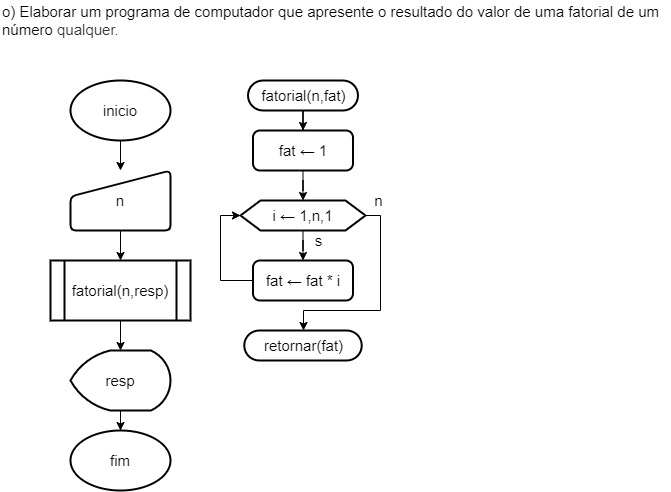 o) Elaborar um programa de computador que apresente o resultado do valor de uma fatorial de um
número qualquer.
inicio
n
fatorial(n,resp)
resp
fim
fatorial(n,fat)
fat ← 1
i ← 1,n,1
n
s
fat ← fat * i
retornar(fat)